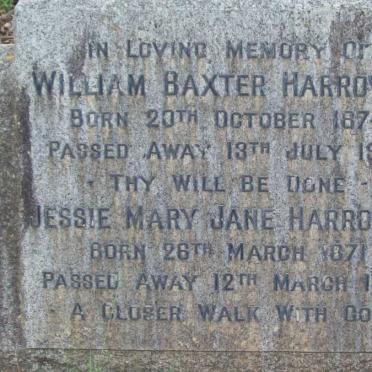 IN LOVING MEMORY OF
WILLIAM BAXTER HARRO
BORN 20TH OCTOBER 187
PASSED AWAY 13TH JULY 1
- THY WILL BE DONE -
JESSIE MARY JANE HARRO
BORN 26TH MARCH 1871
PASSED AWAY 12TH MARCH 1
- A CLOSER WALK WITH GO